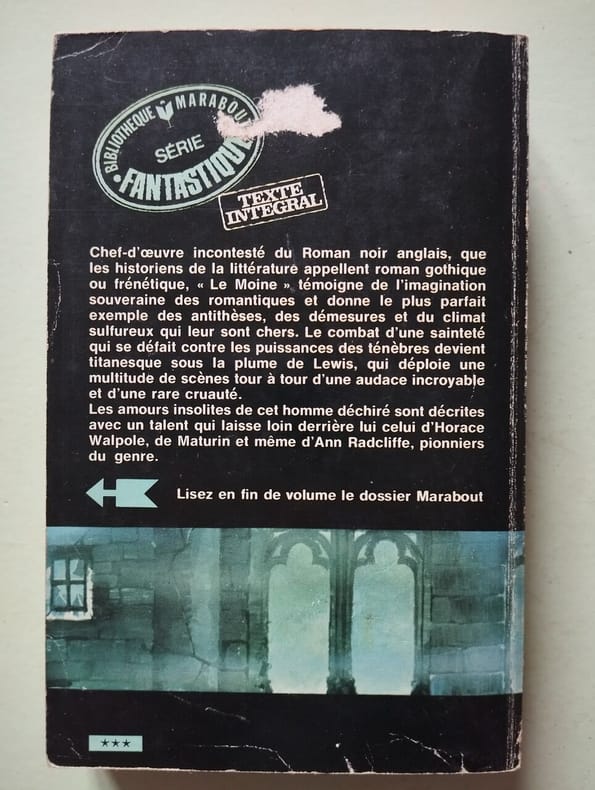 BIBLIOTHEQUE MARABOU
SÉRIE
FANTASTIQUE
TEXTE
INTEGRAL
Chef-d'œuvre incontesté du Roman noir anglais, que
les historiens de la littérature appellent roman gothique
ou frénétique, « Le Moine » témoigne de l'imagination
souveraine des romantiques et donne le plus parfait
exemple des antithèses, des démesures et du climat
sulfureux qui leur sont chers. Le combat d'une sainteté
qui se défait contre les puissances des ténèbres devient
titanesque sous la plume de Lewis, qui déploie une
multitude de scènes tour à tour d'une audace incroyable
et d'une rare cruauté.
Les amours insolites de cet homme déchiré sont décrites
avec un talent qui laisse loin derrière lui celui d'Horace
Walpole, de Maturin et même d'Ann Radcliffe, pionniers
du genre.
Lisez en fin de volume le dossier Marabout
★★★